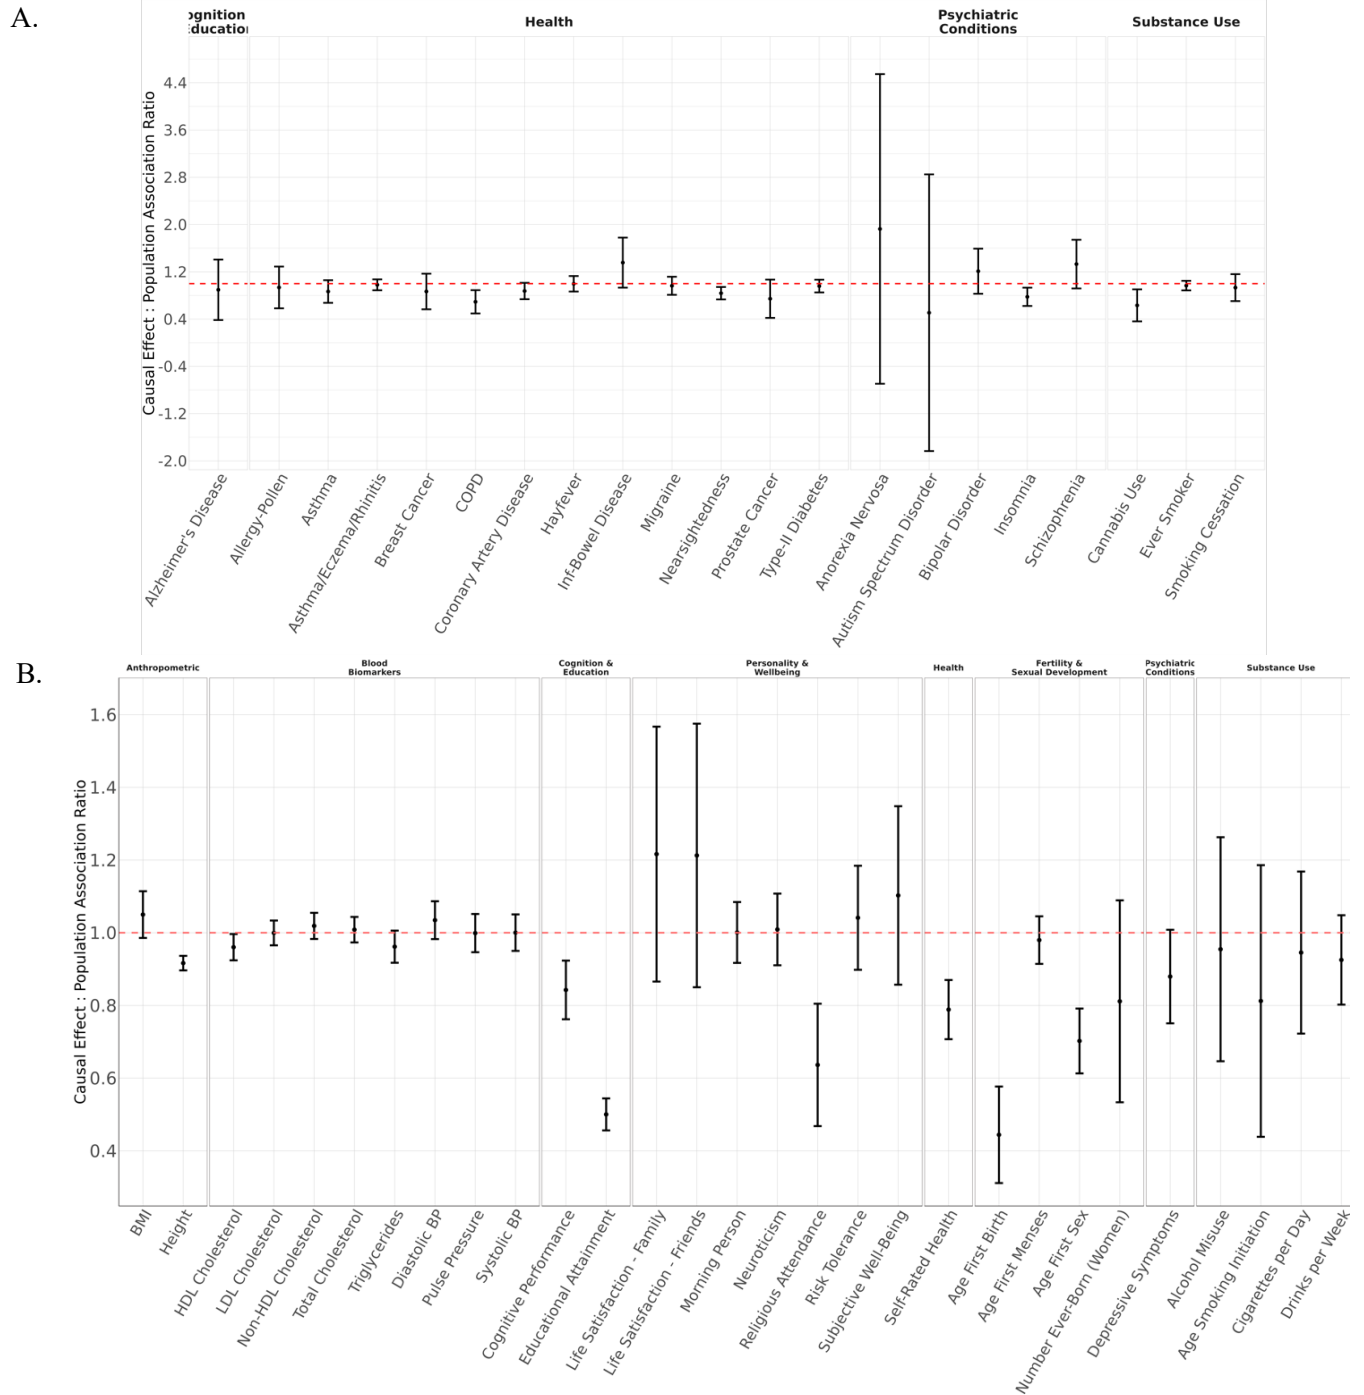 A.
ognition
ducatio
Health
Psychiatric
Conditions
Substance Use
Causal Effect : Population Association Ratio
4.4
3.6
2.8
2.0
1.2
0.4
-0.4
-1.2
-2.0
Alzheimer's Disease
Allergy-Pollen
Asthma
Asthma/Eczema/Rhinitis
Breast Cancer
COPD
Coronary Artery Disease
Hayfever
Inf-Bowel Disease
Migraine
Nearsightedness
Prostate Cancer
Type-II Diabetes
Anorexia Nervosa
Autism Spectrum Disorder
Bipolar Disorder
Insomnia
Schizophrenia
Cannabis Use
Ever Smoker
Smoking Cessation
B.
Anthropometric
Blood
Biomarkers
Cognition &
Education
Personality &
Wellbeing
Health
Fertility &
Sexual Development
Psychiatric
Conditions
Substance Use
Causal Effect : Population Association Ratio
1.6
1.4
1.2
1.0
0.8
0.6
0.4
BMI
Height
HDL Cholesterol
LDL Cholesterol
Non-HDL Cholesterol
Total Cholesterol
Triglycerides
Diastolic BP
Pulse Pressure
Systolic BP
Cognitive Performance
Educational Attainment
Life Satisfaction - Family
Life Satisfaction - Friends
Morning Person
Neuroticism
Religious Attendance
Risk Tolerance
Subjective Well-Being
Self-Rated Health
Age First Birth
Age First Menses
Age First Sex
Number Ever-Born (Women)
Depressive Symptoms
Alcohol Misuse
Age Smoking Initiation
Cigarettes per Day
Drinks per Week